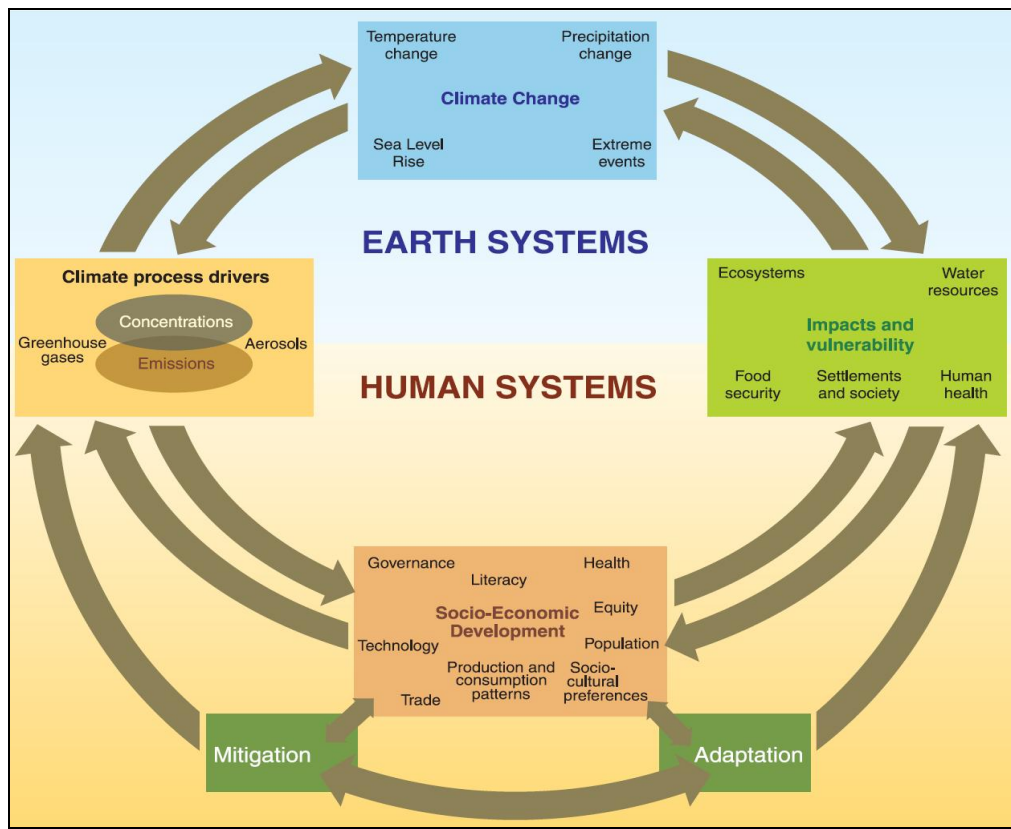 Temperature
change
Precipitation
change
Climate Change
Sea Level
Rise
Extreme
events
EARTH SYSTEMS
Climate process drivers
Concentrations
Greenhouse
gases
Aerosols
Emissions
Ecosystems
Water
resources
Impacts and
vulnerability
Food
security
Settlements
and society
Human
health
HUMAN SYSTEMS
Governance
Literacy
Health
Equity
Socio-Economic
Development
Technology
Population
Production and
consumption
patterns
Socio-
cultural
preferences
Trade
Mitigation
Adaptation